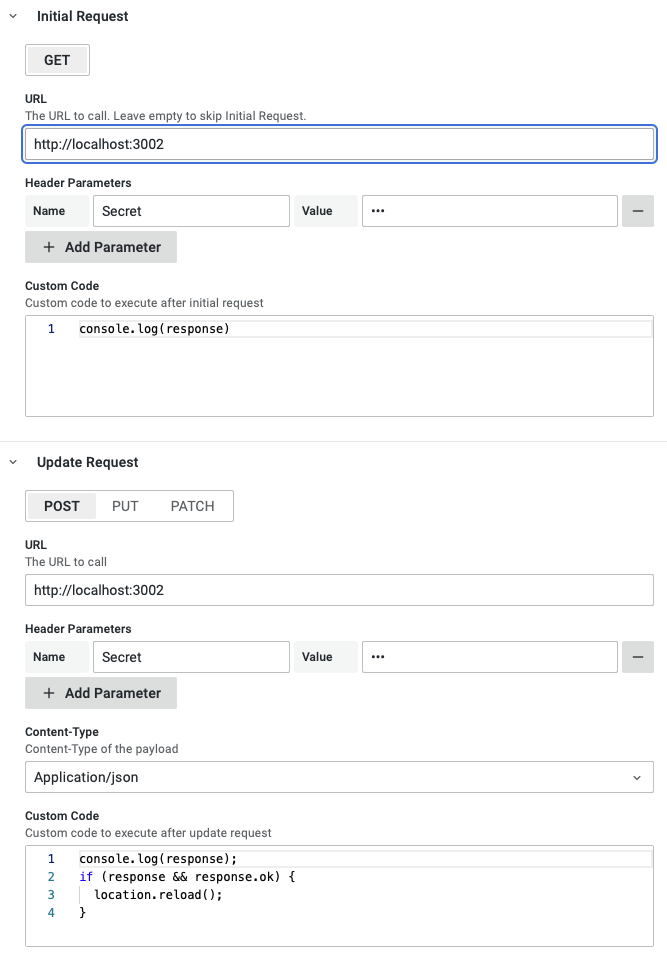 Initial Request
GET
URL
The URL to call. Leave empty to skip Initial Request.
http://localhost:3002
Header Parameters
Name Secret Value •••
Add Parameter
Custom Code
Custom code to execute after initial request
1 console.log(response)
Update Request
POST PUT PATCH
URL
The URL to call
http://localhost:3002
Header Parameters
Name Secret Value •••
Add Parameter
Content-Type
Content-Type of the payload
Application/json
Custom Code
Custom code to execute after update request
1 console.log(response);
2 if (response && response.ok) {
3 location.reload();
4 }